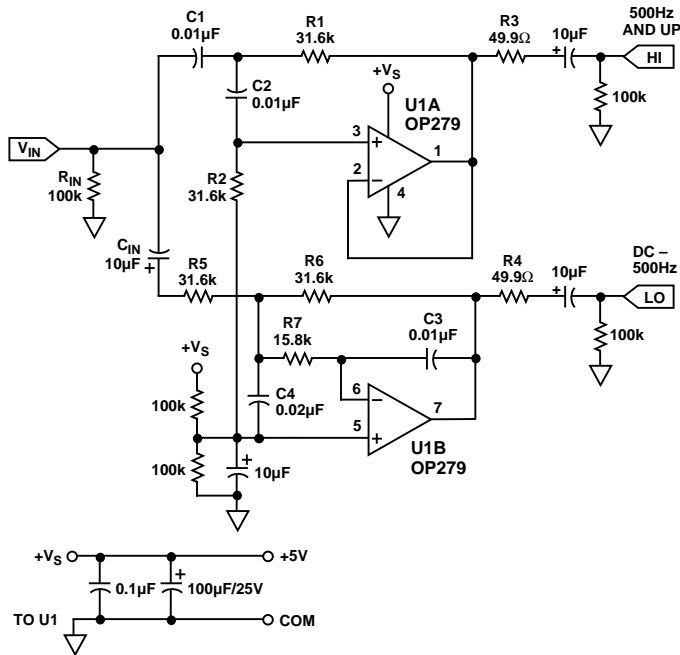 C1
0.01µF
R1
31.6k
R3
49.9Ω
10µF
+
500Hz
AND UP
HI
100k
C2
0.01µF
+VS
U1A
OP279
3
+
1
2
−
4
VIN
RIN
100k
R2
31.6k
CIN
10µF
+
R5
31.6k
R6
31.6k
R4
49.9Ω
10µF
+
DC –
500Hz
LO
100k
R7
15.8k
C3
0.01µF
+VS
100k
C4
0.02µF
6
−
7
5
+
U1B
OP279
100k
+
10µF
+VS
+5V
0.1µF
+
100µF/25V
TO U1
COM